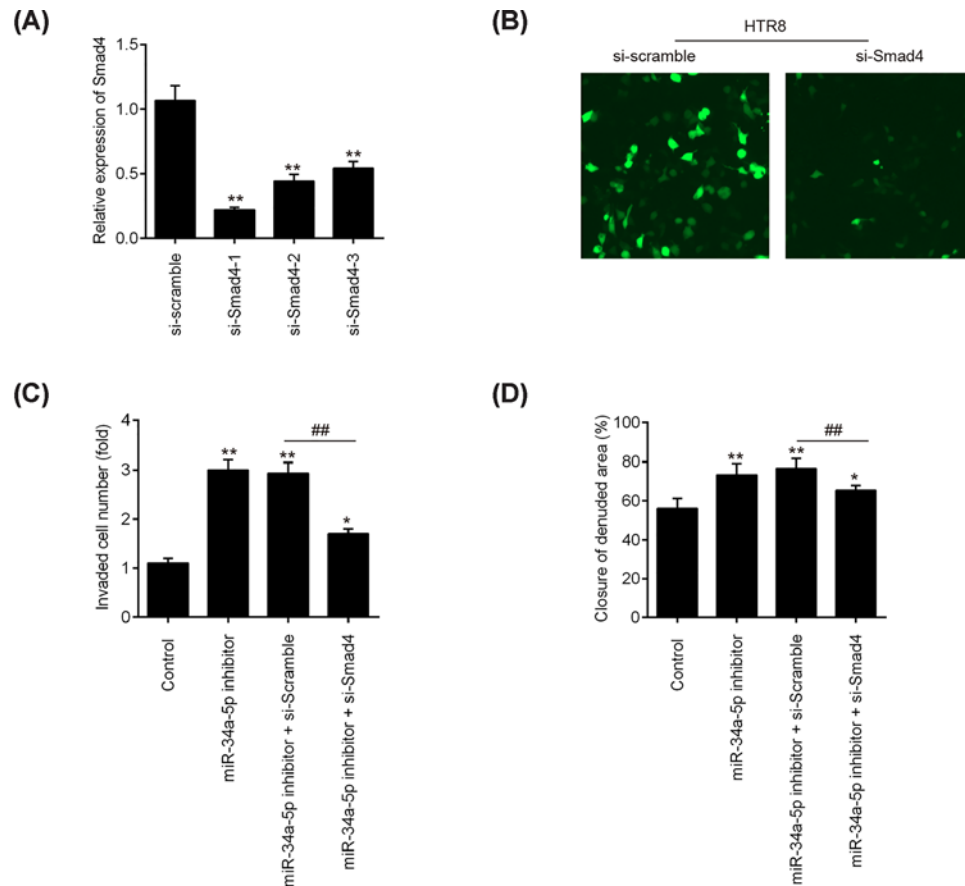 (A)
Relative expression of Smad4
1.5
1.0
0.5
0.0
**
**
**
si-scramble
si-Smad4-1
si-Smad4-2
si-Smad4-3
(B)
HTR8
si-scramble
si-Smad4
(C)
Invaded cell number (fold)
4
3
2
1
0
**
**
##
*
Control
miR-34a-5p inhibitor
miR-34a-5p inhibitor + si-Scramble
miR-34a-5p inhibitor + si-Smad4
(D)
Closure of denuded area (%)
100
80
60
40
20
0
**
**
##
*
Control
miR-34a-5p inhibitor
miR-34a-5p inhibitor + si-Scramble
miR-34a-5p inhibitor + si-Smad4